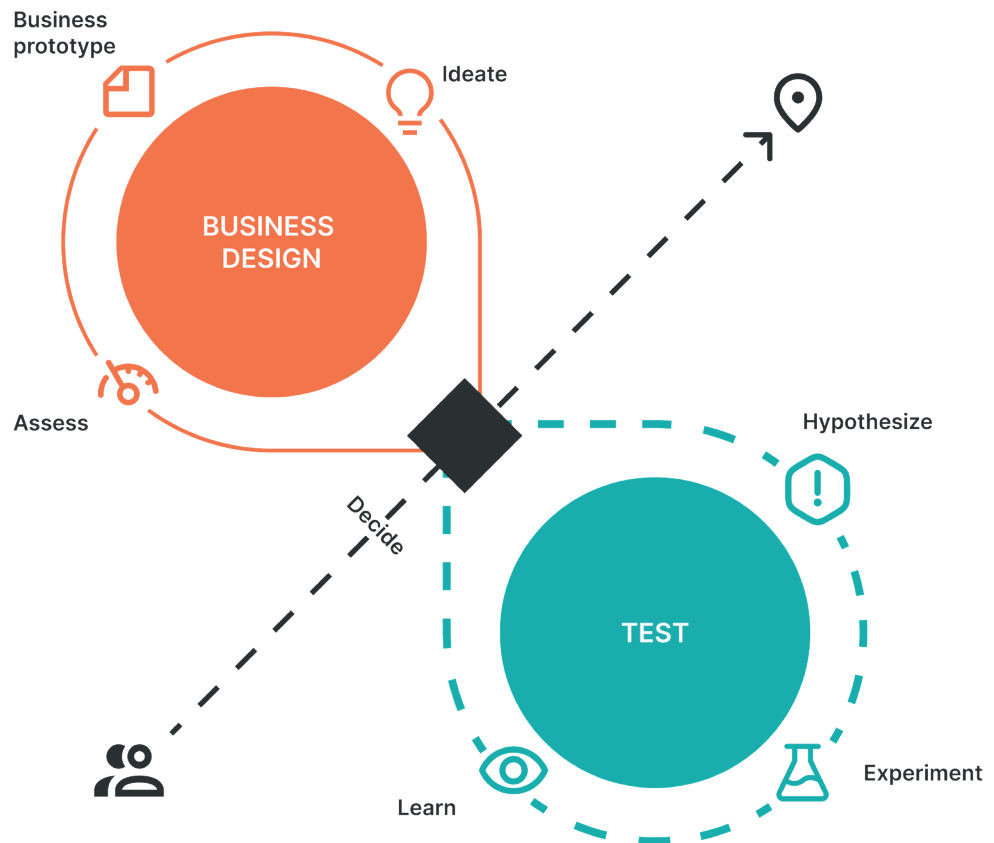 Business
prototype
Ideate
BUSINESS
DESIGN
Assess
Hypothesize
Decide
TEST
Experiment
Learn